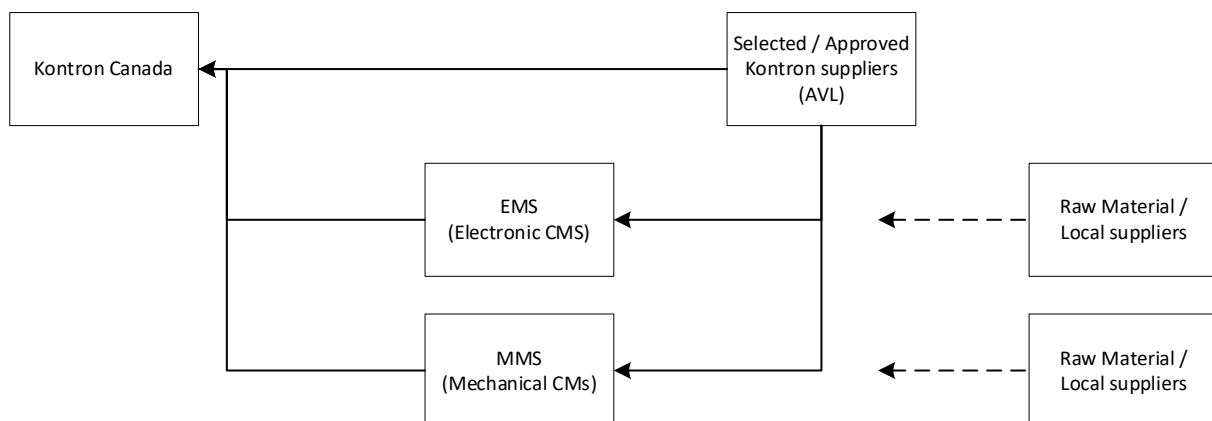 Kontron Canada
Selected / Approved
Kontron suppliers
(AVL)
EMS
(Electronic CMS)
Raw Material /
Local suppliers
MMS
(Mechanical CMs)
Raw Material /
Local suppliers